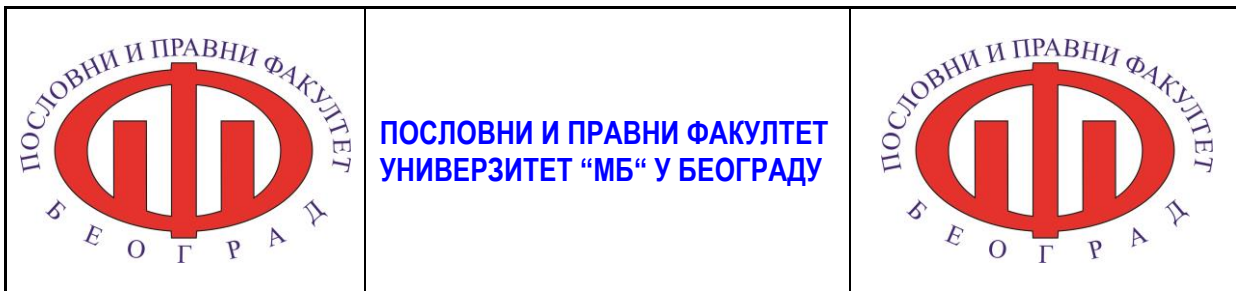 ПОСЛОВНИ И ПРАВНИ ФАКУЛТЕТ
БЕОГРАД
ПОСЛОВНИ И ПРАВНИ ФАКУЛТЕТ
УНИВЕРЗИТЕТ “МБ“ У БЕОГРАДУ
ПОСЛОВНИ И ПРАВНИ ФАКУЛТЕТ
БЕОГРАД